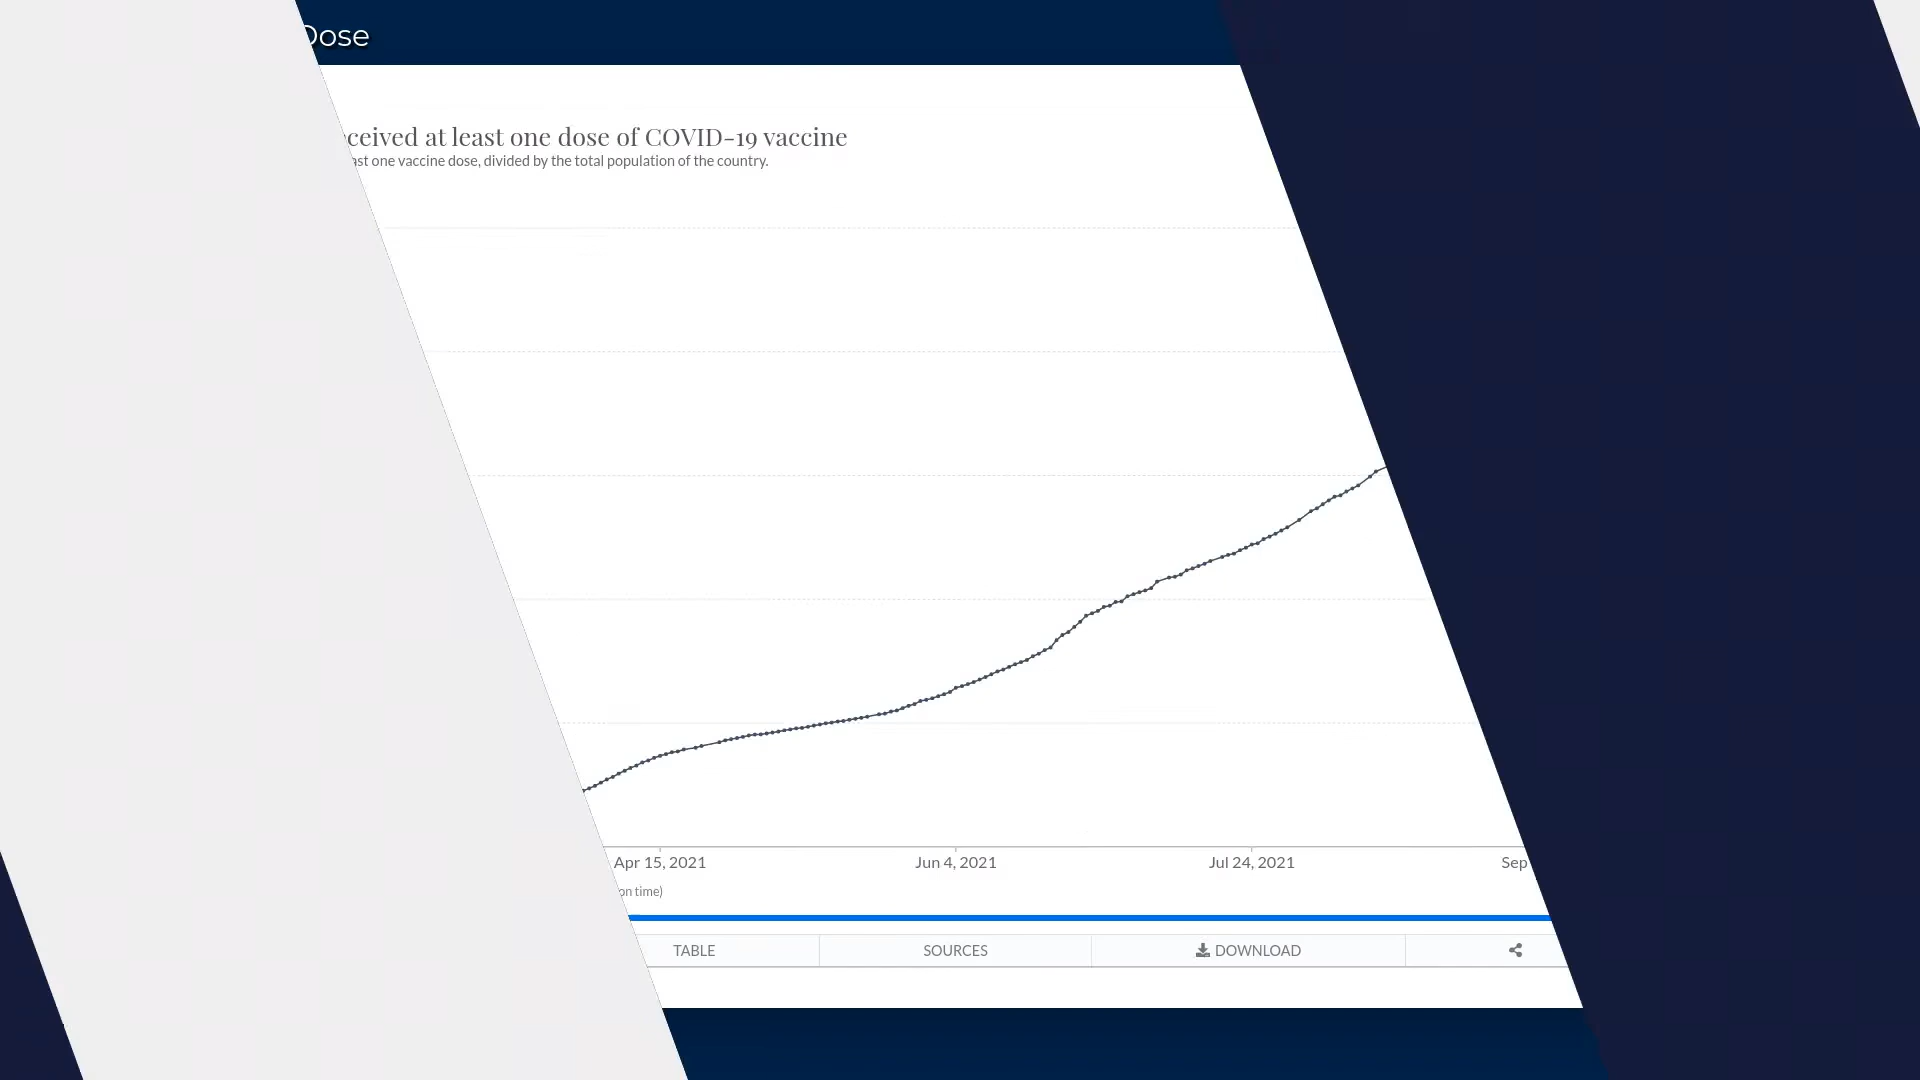 Dose
ceived at least one dose of COVID-19 vaccine
ast one vaccine dose, divided by the total population of the country.
Apr 15, 2021 Jun 4, 2021 Jul 24, 2021 Sep
on time)
TABLE SOURCES DOWNLOAD